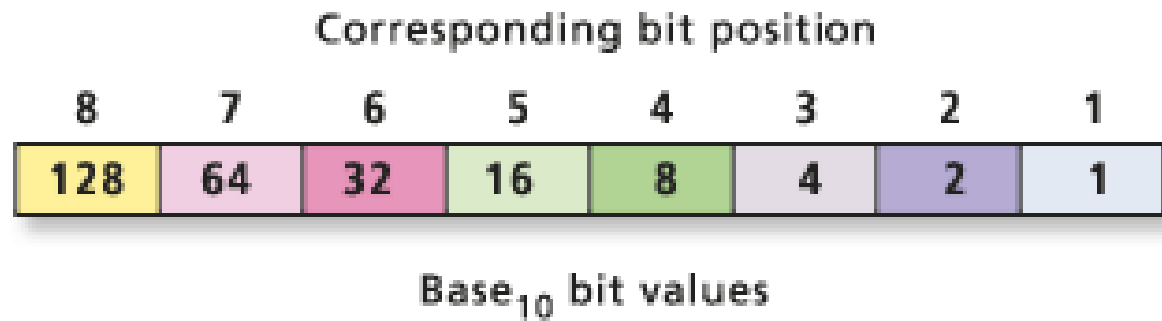 Corresponding bit position
8 7 6 5 4 3 2 1
128 64 32 16 8 4 2 1
Base₁₀ bit values